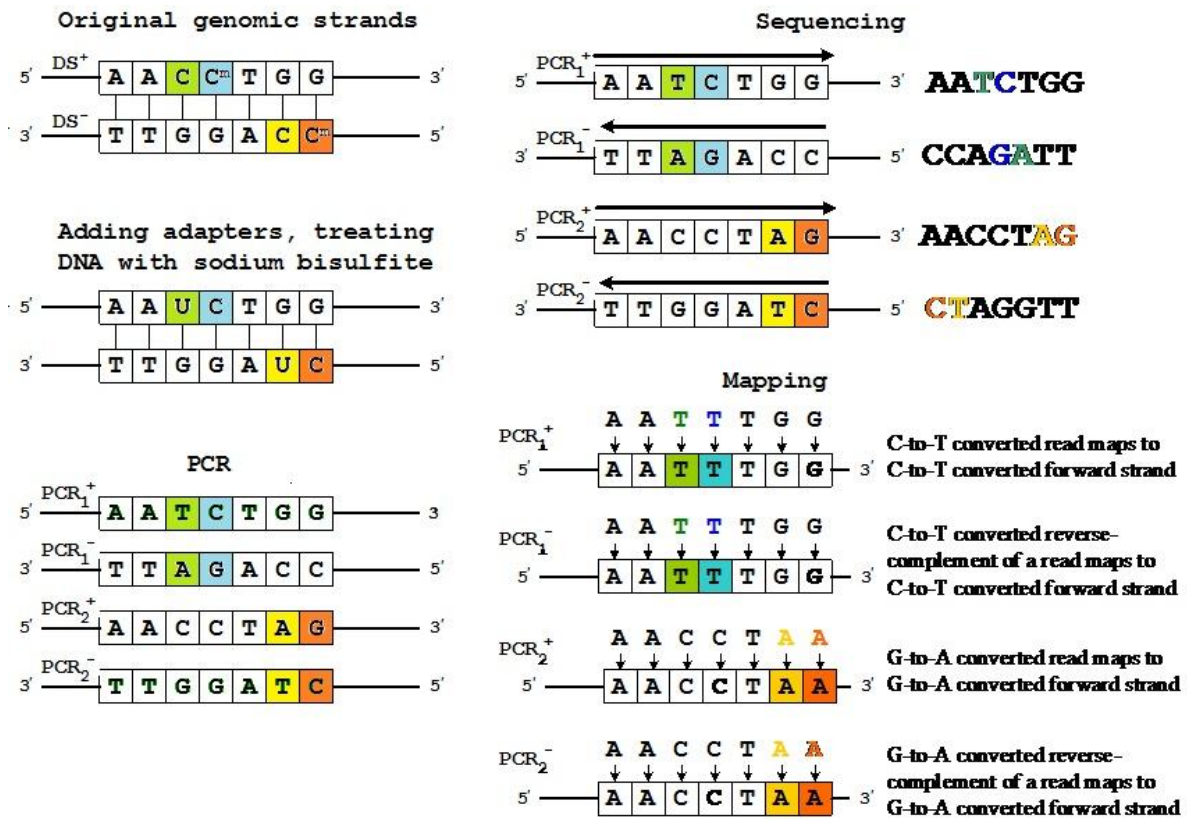 Original genomic strands
5′ DS⁺ A A C Cᵐ T G G 3′
3′ DS⁻ T T G G A C Cᵐ 5′
Adding adapters, treating
DNA with sodium bisulfite
5′ A A U C T G G 3′
3′ T T G G A U C 5′
PCR
5′ PCR₁⁺ A A T C T G G 3
3′ PCR₁⁻ T T A G A C C 5′
5′ PCR₂⁺ A A C C T A G 3′
3′ PCR₂⁻ T T G G A T C 5′
Sequencing
5′ PCR₁⁺ A A T C T G G 3′ AATCTGG
3′ PCR₁⁻ T T A G A C C 5′ CCAGATT
5′ PCR₂⁺ A A C C T A G 3′ AACCTAG
3′ PCR₂⁻ T T G G A T C 5′ CTAGGTT
Mapping
A A T T T G G
PCR₁⁺
5′ A A T T T G G 3′
C-to-T converted read maps to
C-to-T converted forward strand
A A T T T G G
PCR₁⁻
5′ A A T T T G G 3′
C-to-T converted reverse-
complement of a read maps to
C-to-T converted forward strand
A A C C T A A
PCR₂⁺
5′ A A C C T A A 3′
G-to-A converted read maps to
G-to-A converted forward strand
A A C C T A A
PCR₂⁻
5′ A A C C T A A 3′
G-to-A converted reverse-
complement of a read maps to
G-to-A converted forward strand